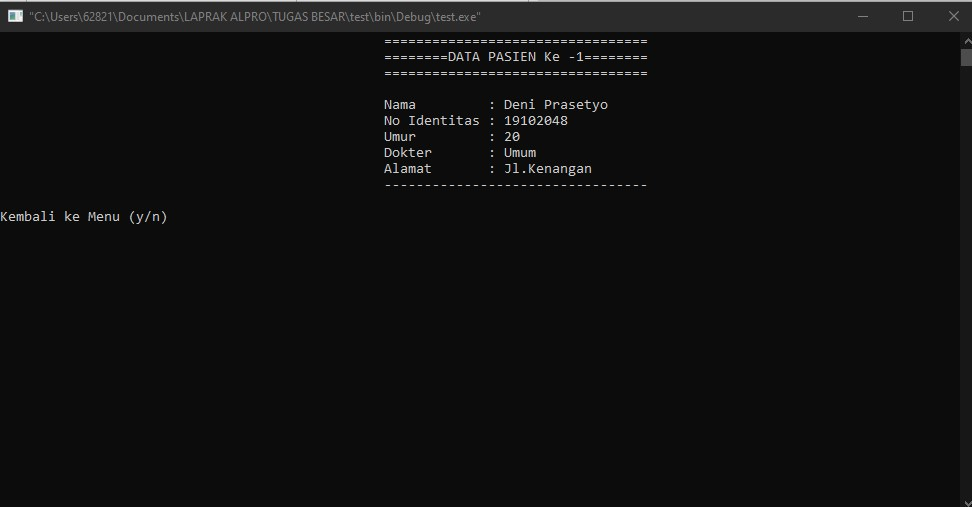 "C:\Users\62821\Documents\LAPRAK ALPRO\TUGAS BESAR\test\bin\Debug\test.exe"
=================================
========DATA PASIEN Ke -1========
=================================
Nama         : Deni Prasetyo
No Identitas : 19102048
Umur         : 20
Dokter       : Umum
Alamat       : Jl.Kenangan
---------------------------------
Kembali ke Menu (y/n)